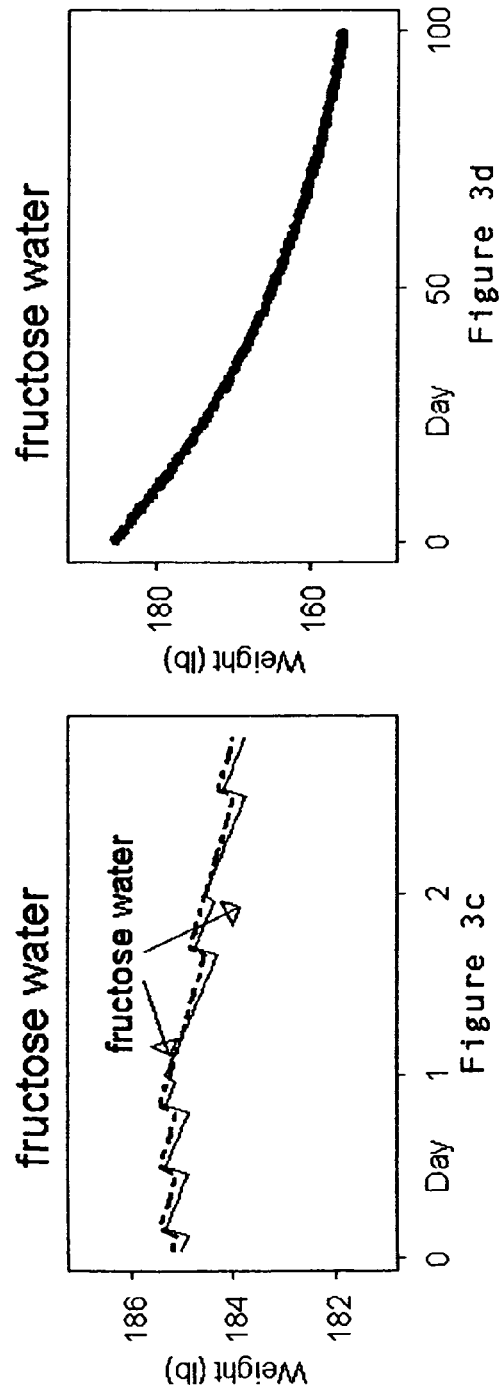 fructose water
Weight (lb)
186
184
182
fructose water
0
1
2
Day
Figure 3c
fructose water
Weight (lb)
180
160
0
50
100
Day
Figure 3d